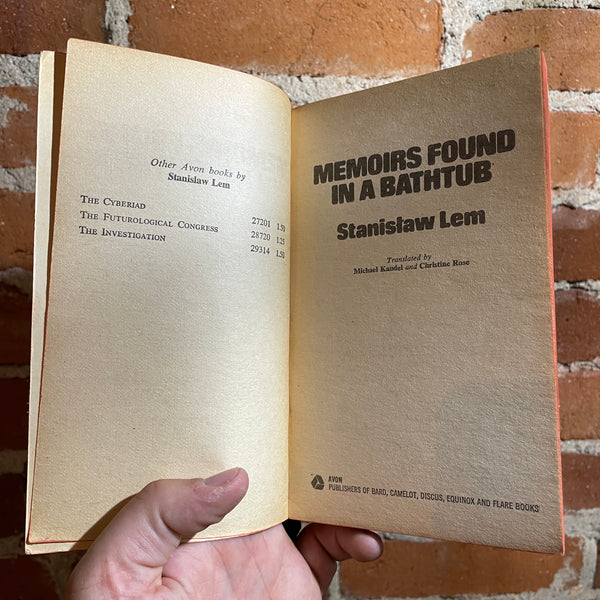 Other Avon books by
Stanislaw Lem
THE CYBERIAD 27201 1.50
THE FUTUROLOGICAL CONGRESS 28720 1.25
THE INVESTIGATION 29314 1.50
MEMOIRS FOUND
IN A BATHTUB
Stanisław Lem
Translated by
Michael Kandel and Christine Rose
AVON
PUBLISHERS OF BARD, CAMELOT, DISCUS, EQUINOX AND FLARE BOOKS